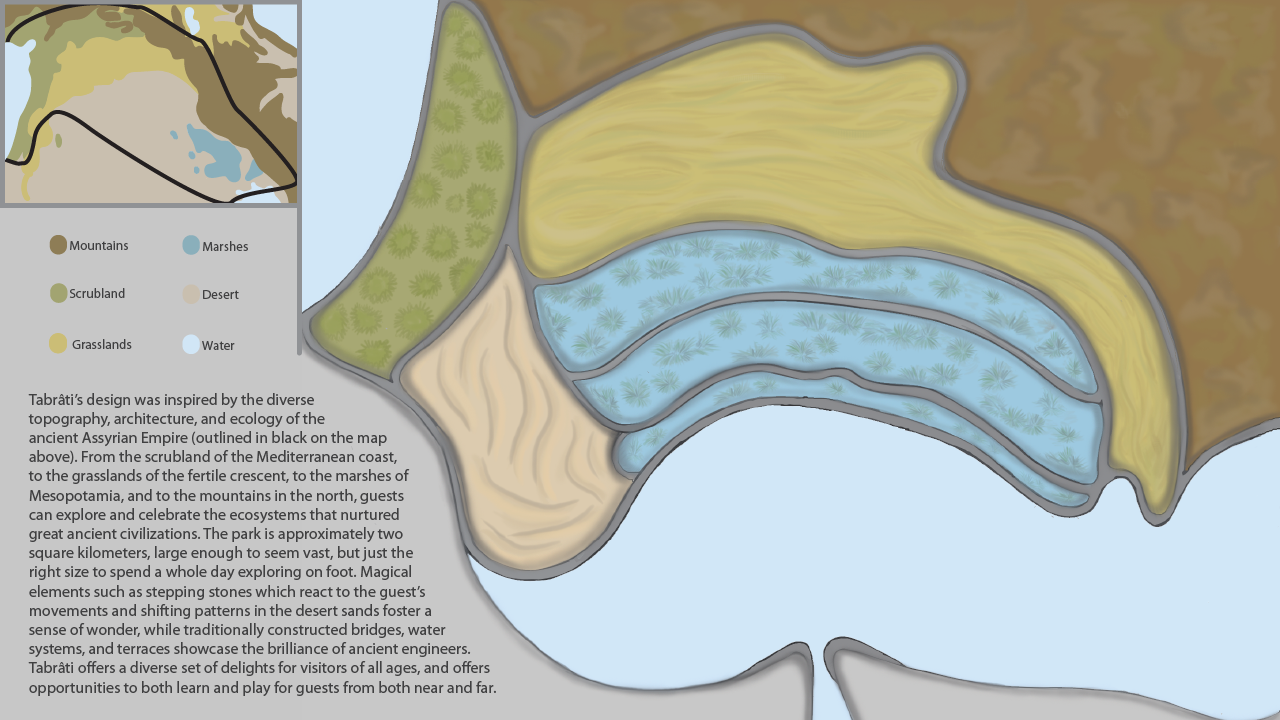 Mountains
Marshes
Scrubland
Desert
Grasslands
Water
Tabrâti's design was inspired by the diverse
topography, architecture, and ecology of the
ancient Assyrian Empire (outlined in black on the map
above). From the scrubland of the Mediterranean coast,
to the grasslands of the fertile crescent, to the marshes of
Mesopotamia, and to the mountains in the north, guests
can explore and celebrate the ecosystems that nurtured
great ancient civilizations. The park is approximately two
square kilometers, large enough to seem vast, but just the
right size to spend a whole day exploring on foot. Magical
elements such as stepping stones which react to the guest's
movements and shifting patterns in the desert sands foster a
sense of wonder, while traditionally constructed bridges, water
systems, and terraces showcase the brilliance of ancient engineers.
Tabrâti offers a diverse set of delights for visitors of all ages, and offers
opportunities to both learn and play for guests from both near and far.